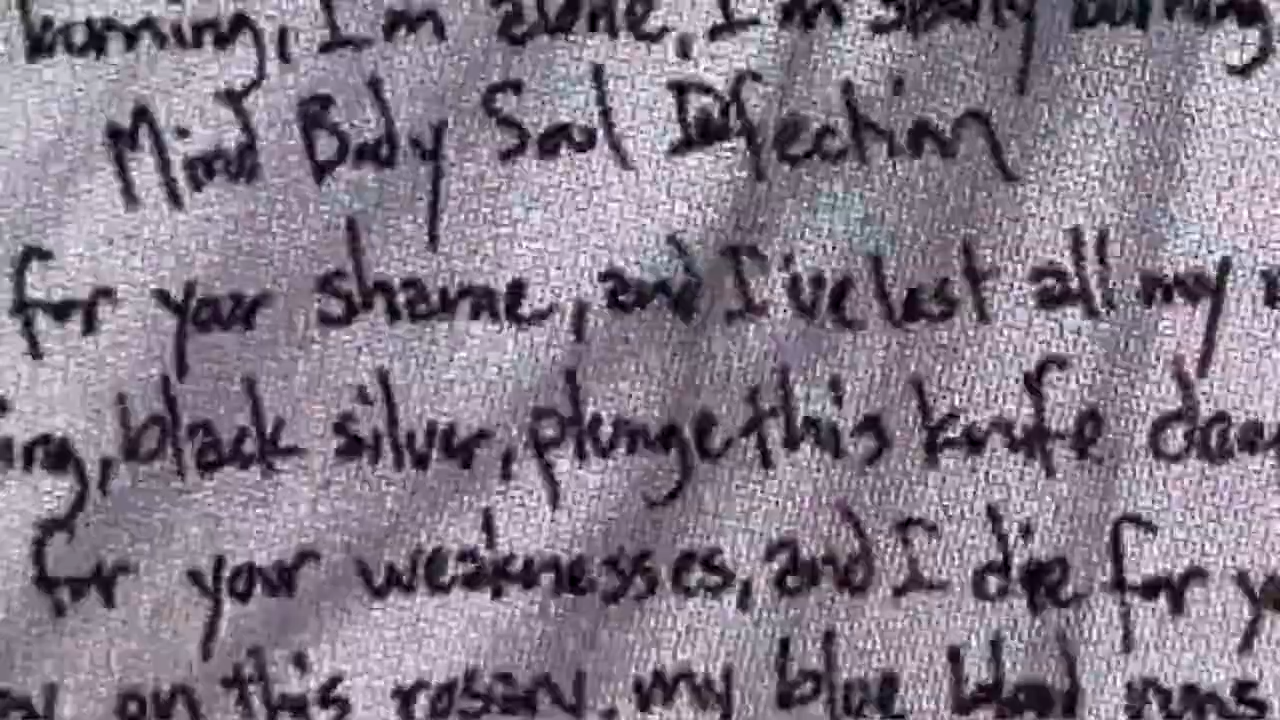 I'm alone, I'm slowly
Mind Body Soul Infection
for your shame, and I've lost all my
black silver, plunge this knife
for your weaknesses, and I die for
on this rosary, my blue blood runs